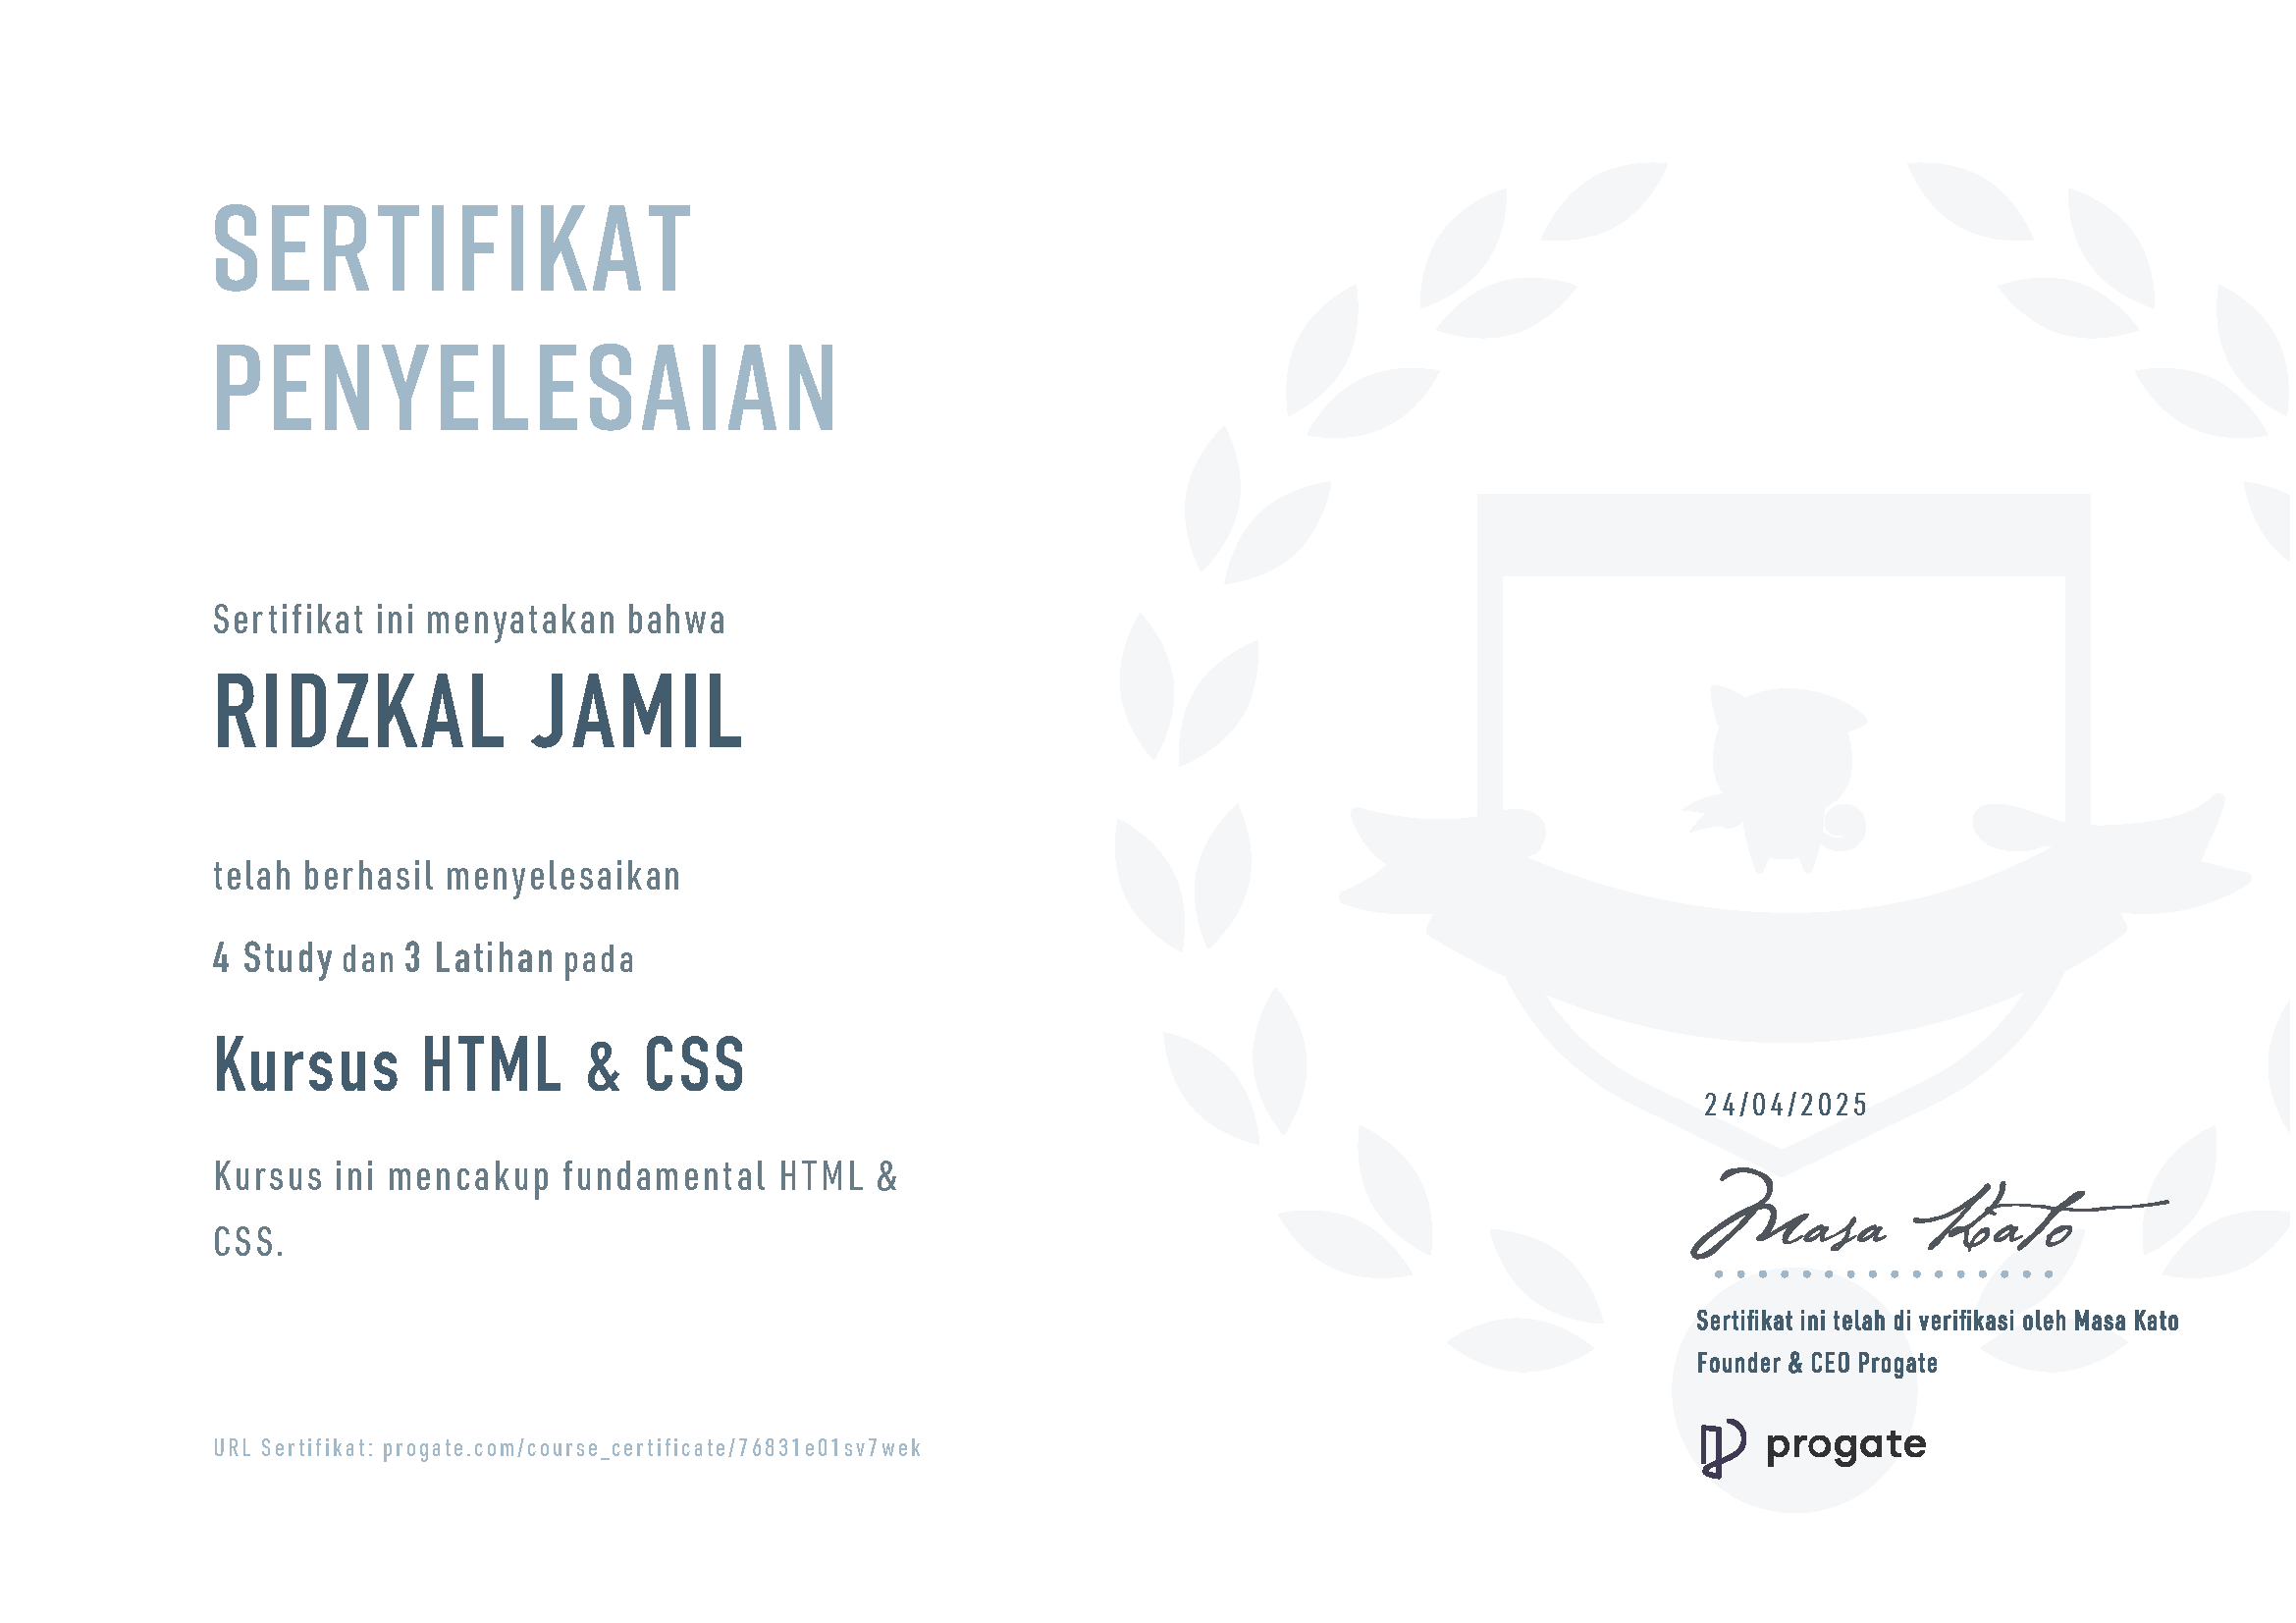 SERTIFIKAT
PENYELESAIAN
Sertifikat ini menyatakan bahwa
RIDZKAL JAMIL
telah berhasil menyelesaikan
4 Study dan 3 Latihan pada
Kursus HTML & CSS
Kursus ini mencakup fundamental HTML &
CSS.
URL Sertifikat: progate.com/course_certificate/76831e01sv7wek
24/04/2025
Masa Kato
Sertifikat ini telah di verifikasi oleh Masa Kato
Founder & CEO Progate
progate